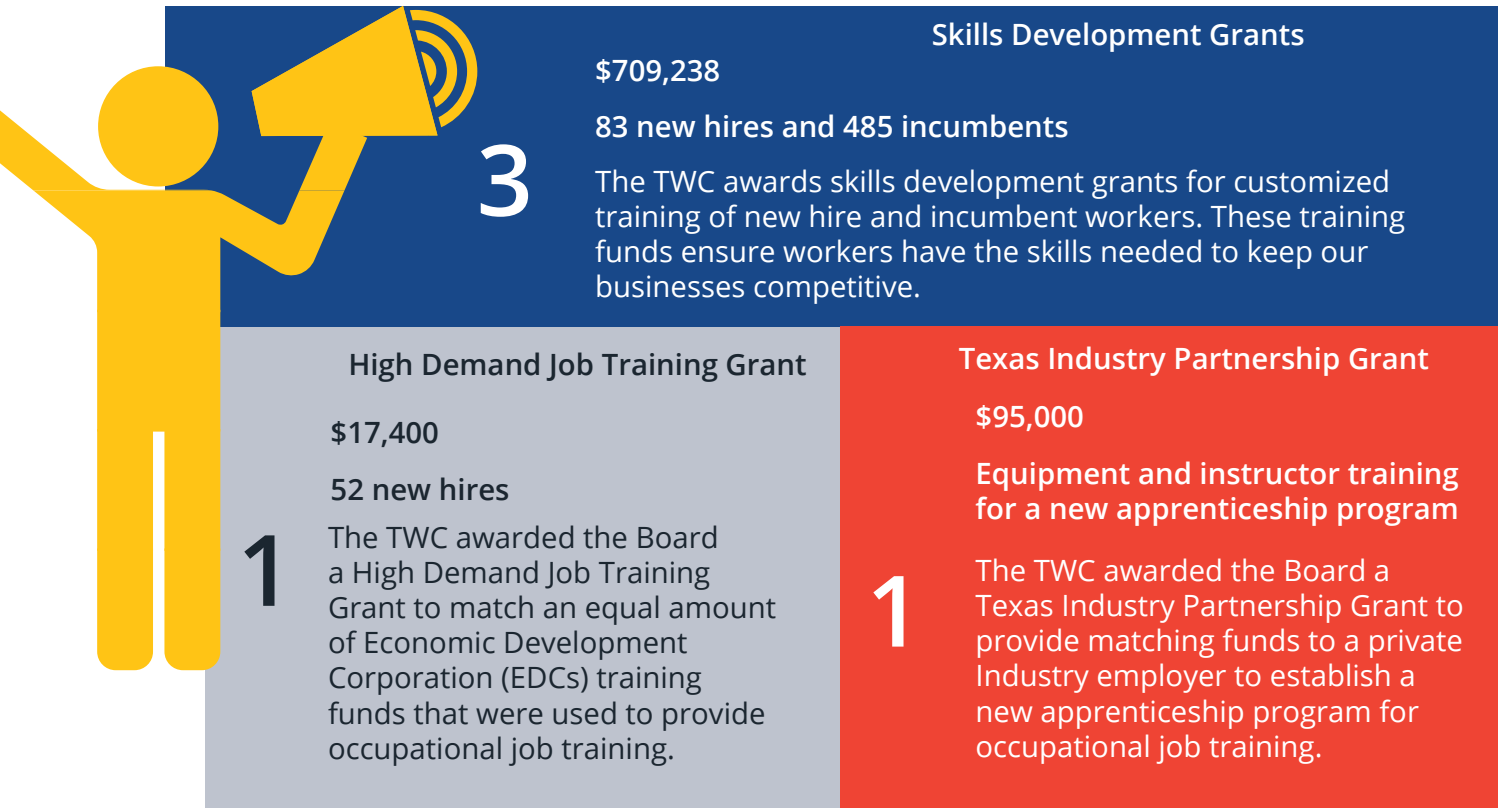 Skills Development Grants
$709,238
83 new hires and 485 incumbents
3
The TWC awards skills development grants for customized
training of new hire and incumbent workers. These training
funds ensure workers have the skills needed to keep our
businesses competitive.
High Demand Job Training Grant
$17,400
52 new hires
1
The TWC awarded the Board
a High Demand Job Training
Grant to match an equal amount
of Economic Development
Corporation (EDCs) training
funds that were used to provide
occupational job training.
Texas Industry Partnership Grant
$95,000
Equipment and instructor training
for a new apprenticeship program
1
The TWC awarded the Board a
Texas Industry Partnership Grant to
provide matching funds to a private
Industry employer to establish a
new apprenticeship program for
occupational job training.